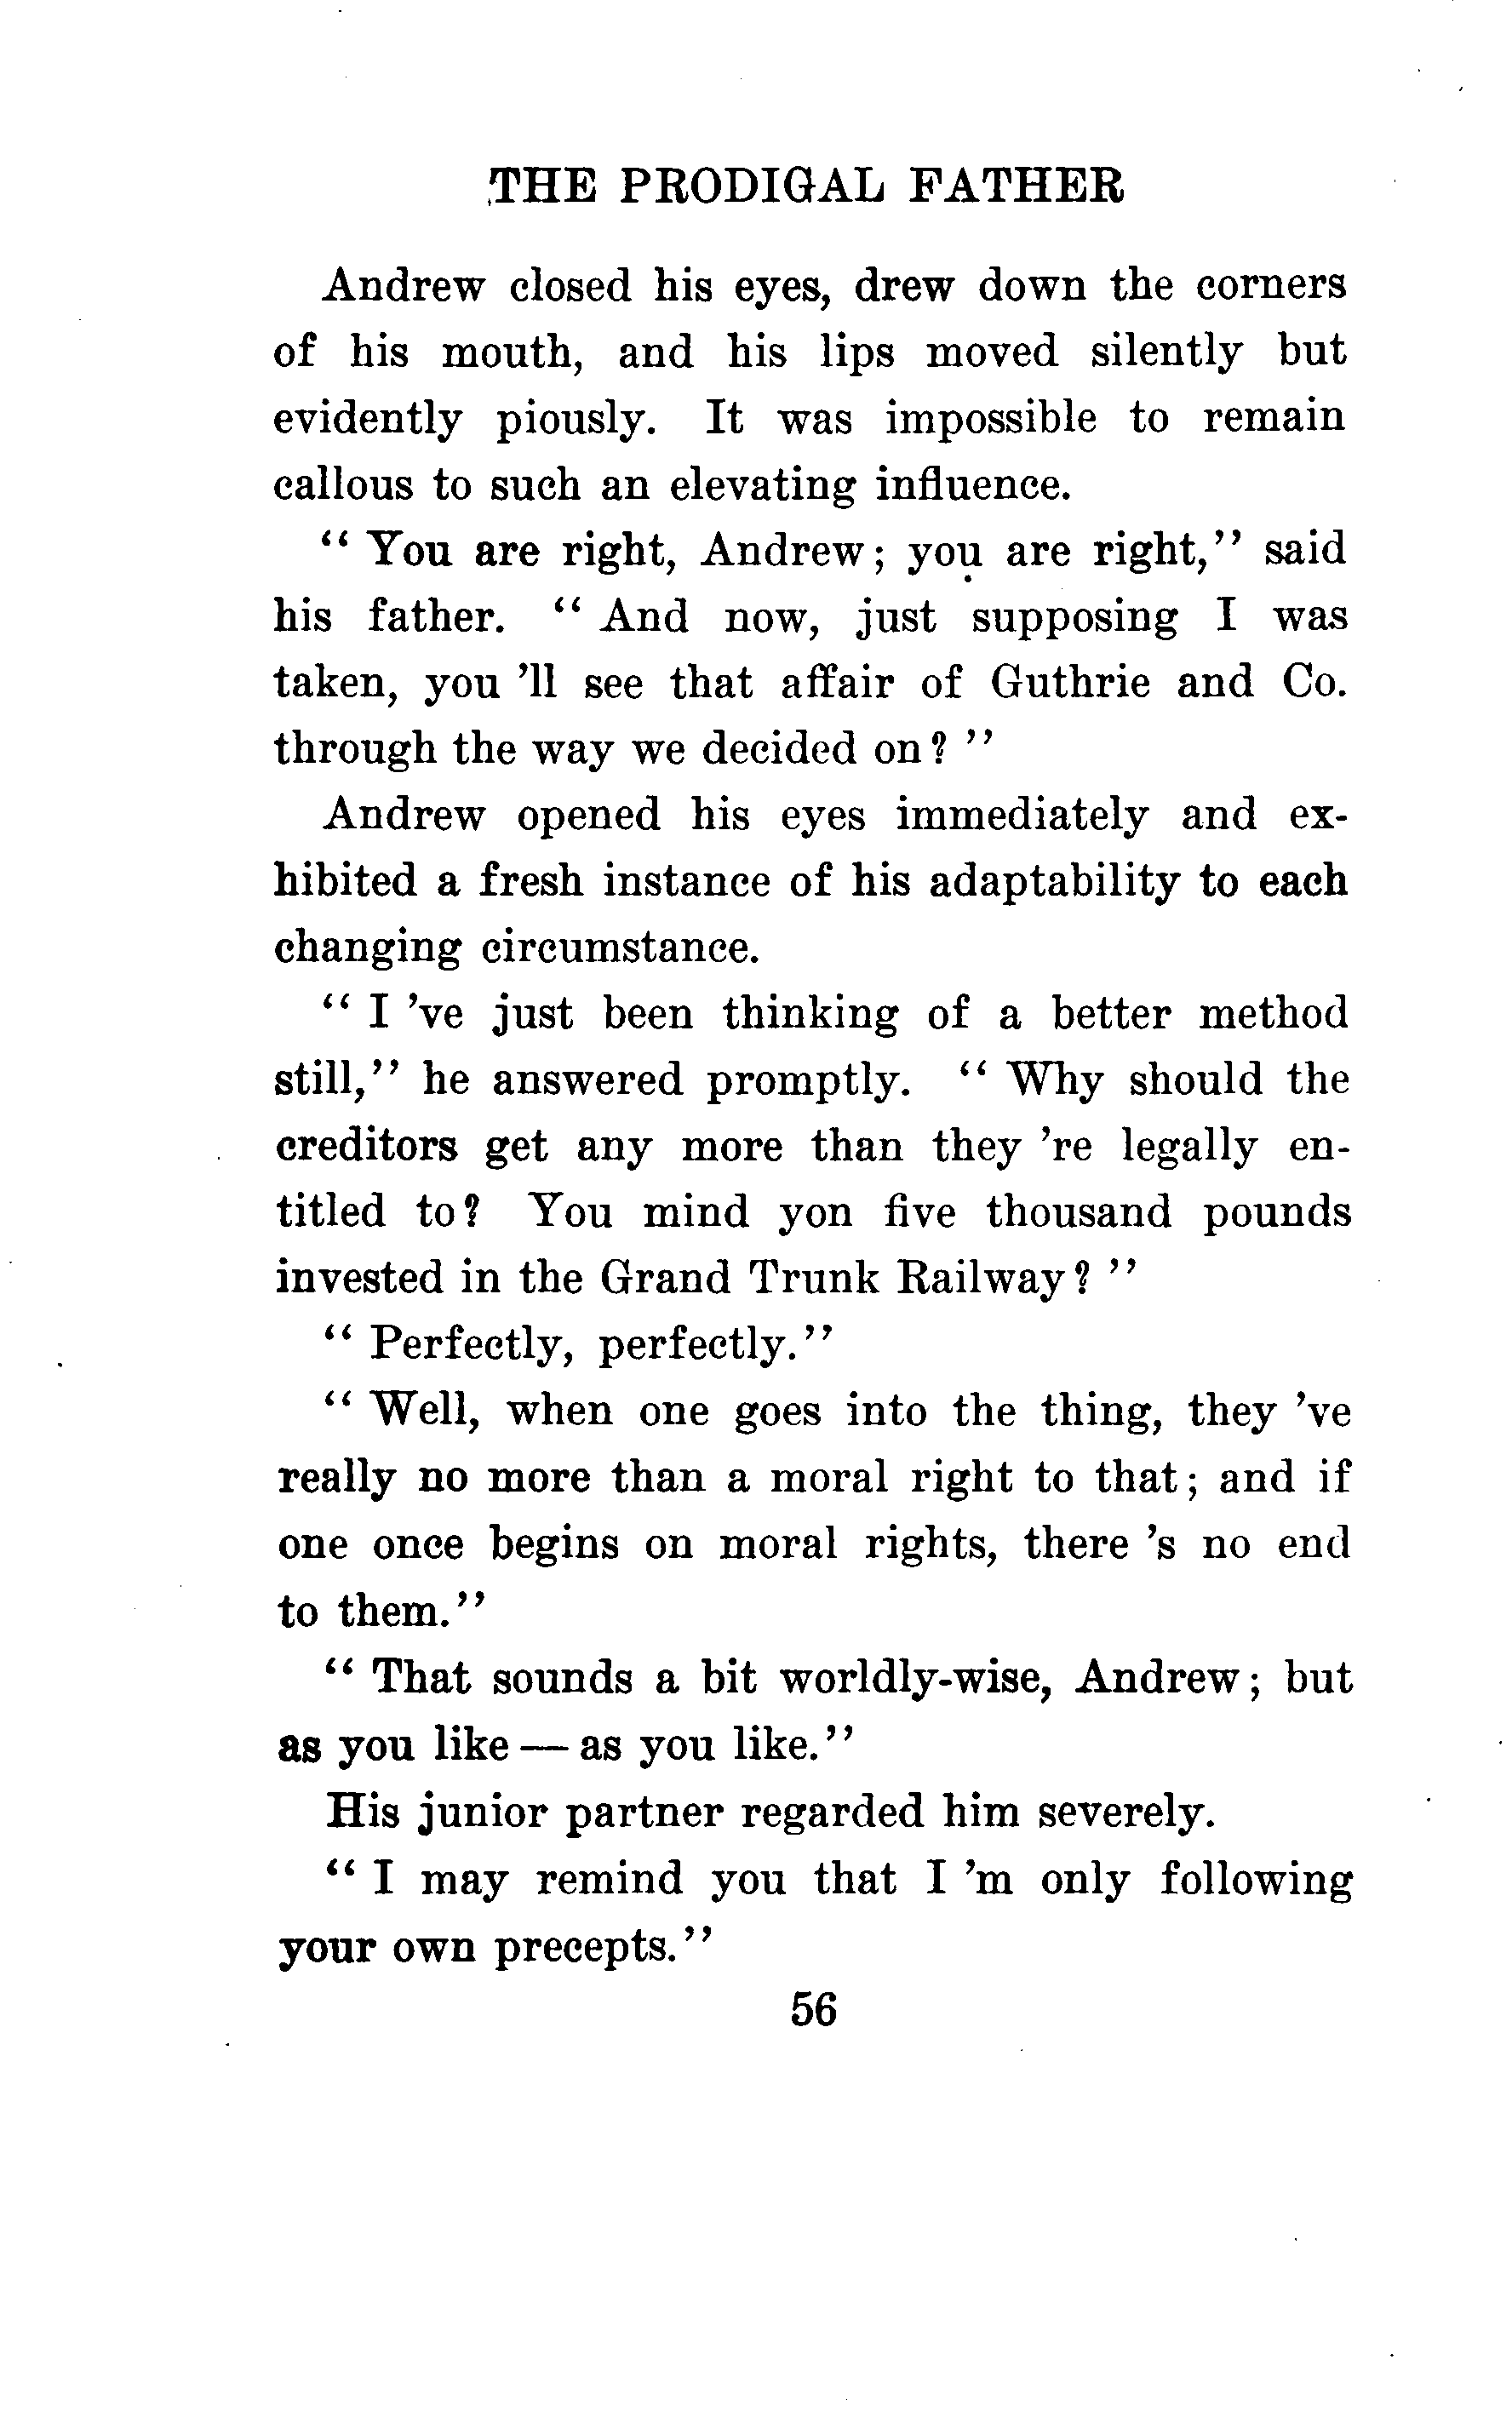 THE PRODIGAL FATHER
Andrew closed his eyes, drew down the corners
of his mouth, and his lips moved silently but
evidently piously. It was impossible to remain
callous to such an elevating influence.
"You are right, Andrew; you are right," said
his father. "And now, just supposing I was
taken, you 'll see that affair of Guthrie and Co.
through the way we decided on?"
Andrew opened his eyes immediately and ex-
hibited a fresh instance of his adaptability to each
changing circumstance.
"I 've just been thinking of a better method
still," he answered promptly. "Why should the
creditors get any more than they 're legally en-
titled to? You mind yon five thousand pounds
invested in the Grand Trunk Railway?"
"Perfectly, perfectly."
"Well, when one goes into the thing, they 've
really no more than a moral right to that; and if
one once begins on moral rights, there 's no end
to them."
"That sounds a bit worldly-wise, Andrew; but
as you like — as you like."
His junior partner regarded him severely.
"I may remind you that I 'm only following
your own precepts."
56